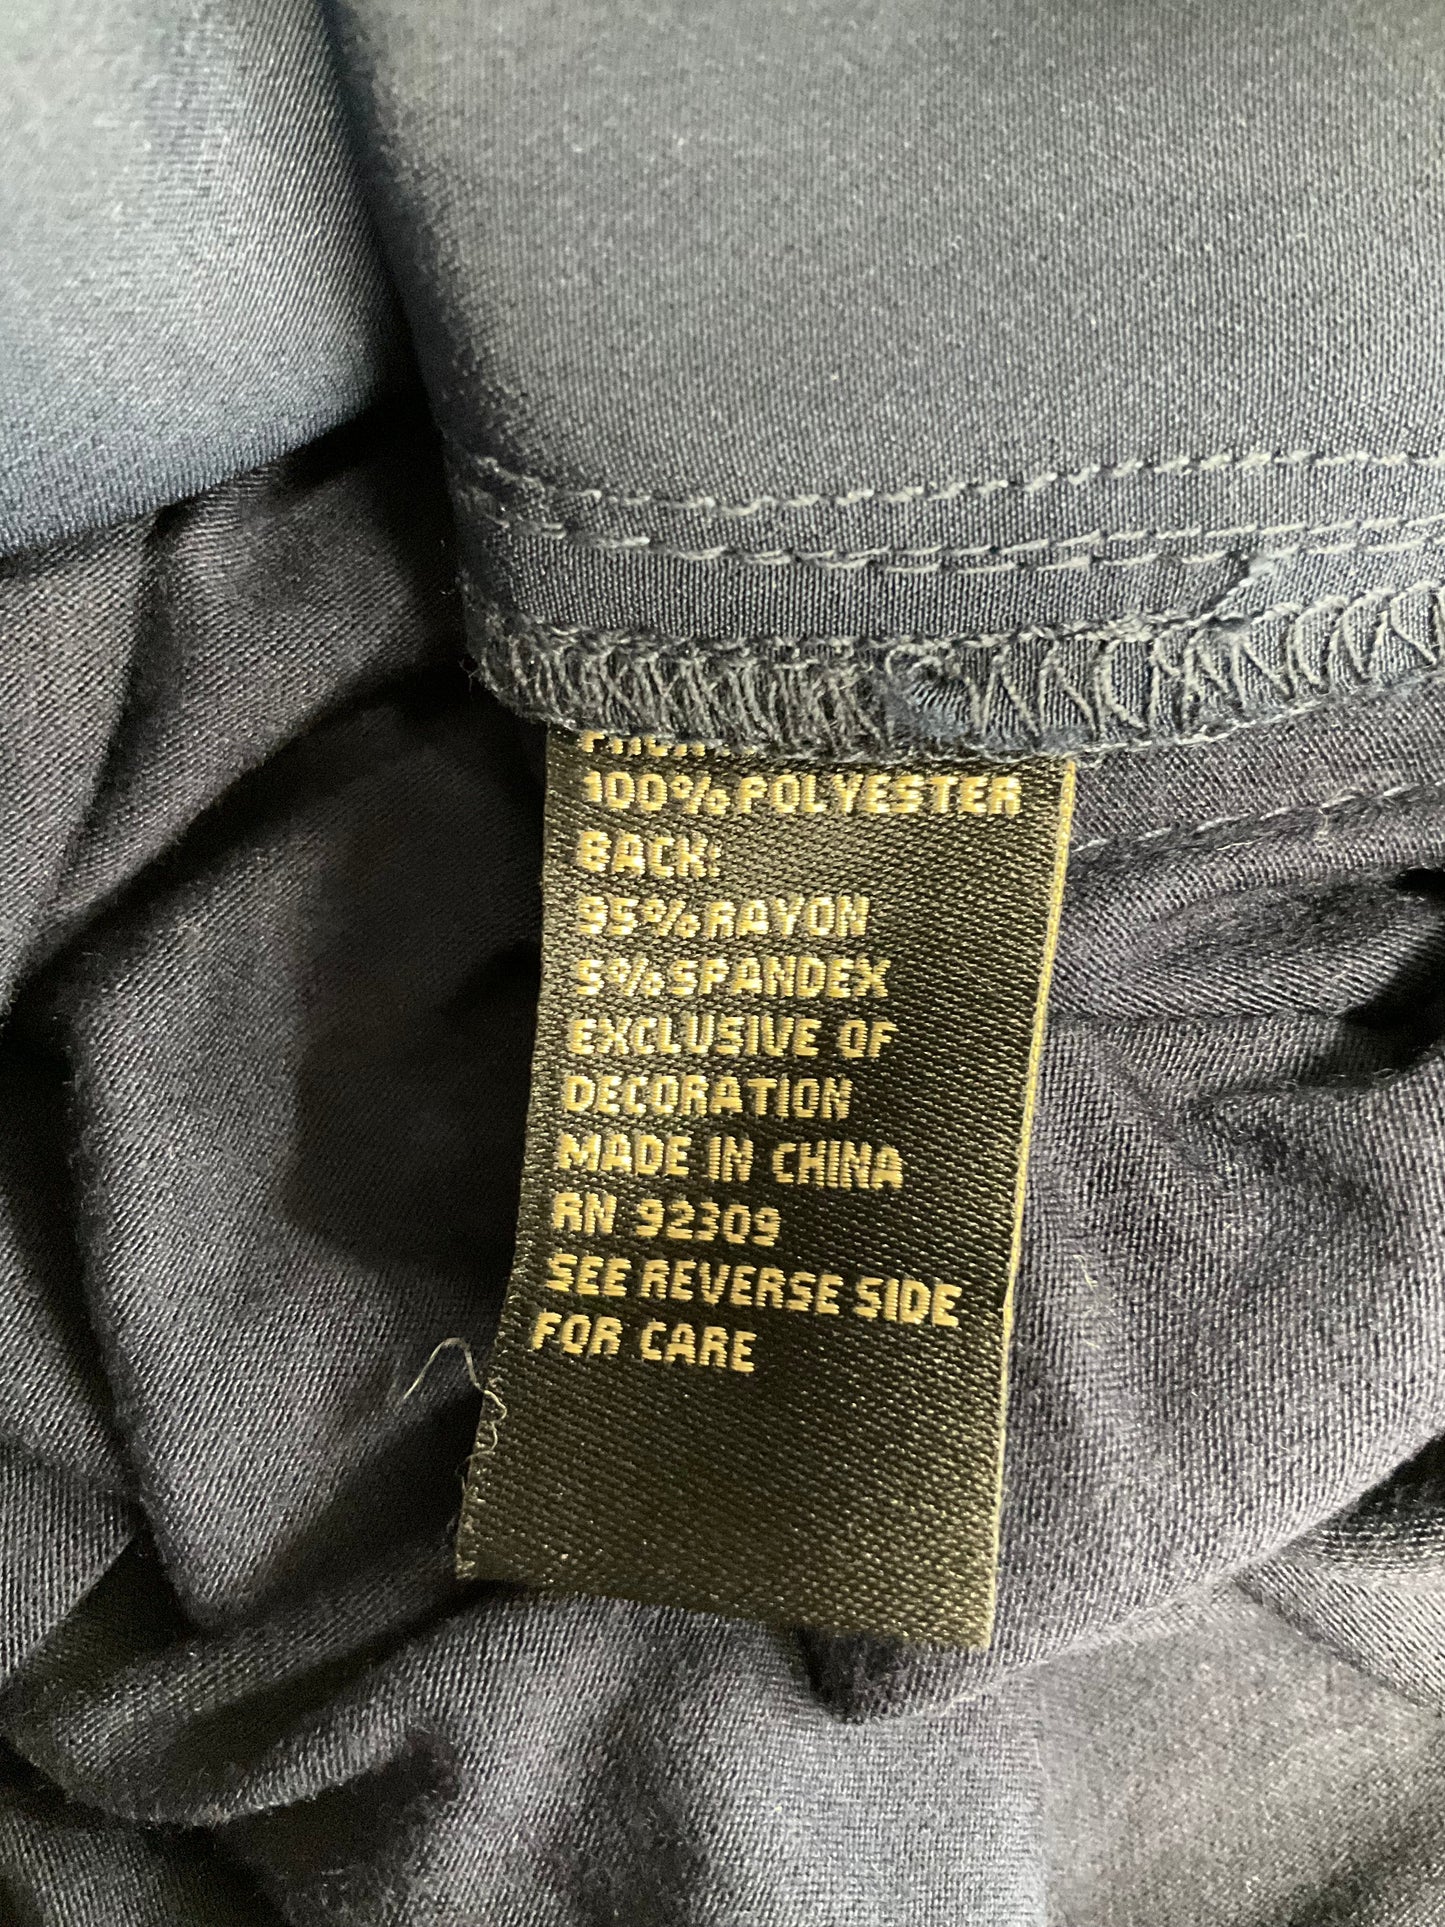 100% POLYESTER
BACK:
95% RAYON
5% SPANDEX
EXCLUSIVE OF
DECORATION
MADE IN CHINA
RN 92309
SEE REVERSE SIDE
FOR CARE